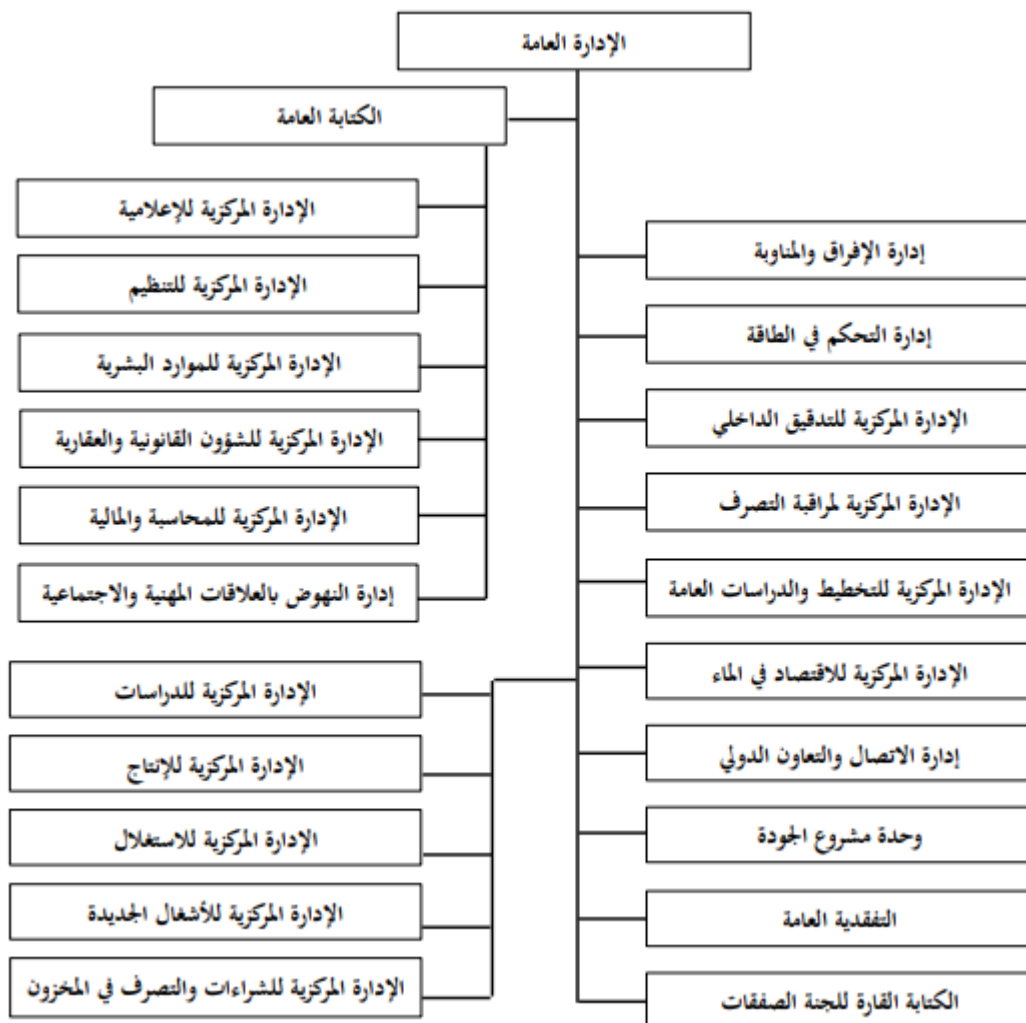 الإدارة العامة
الكتابة العامة
الإدارة المركزية للإعلامية
الإدارة المركزية للتنظيم
الإدارة المركزية للموارد البشرية
الإدارة المركزية للشؤون القانونية والعقارية
الإدارة المركزية للمحاسبة والمالية
إدارة النهوض بالعلاقات المهنية والاجتماعية
إدارة الإفراق والمناوبة
إدارة التحكم في الطاقة
الإدارة المركزية للتدقيق الداخلي
الإدارة المركزية لمراقبة التصرف
الإدارة المركزية للتخطيط والدراسات العامة
الإدارة المركزية للاقتصاد في الماء
إدارة الاتصال والتعاون الدولي
وحدة مشروع الجودة
التفقدية العامة
الكتابة القارة للجنة الصفقات
الإدارة المركزية للدراسات
الإدارة المركزية للإنتاج
الإدارة المركزية للاستغلال
الإدارة المركزية للأشغال الجديدة
الإدارة المركزية للشراءات والتصرف في المخزون